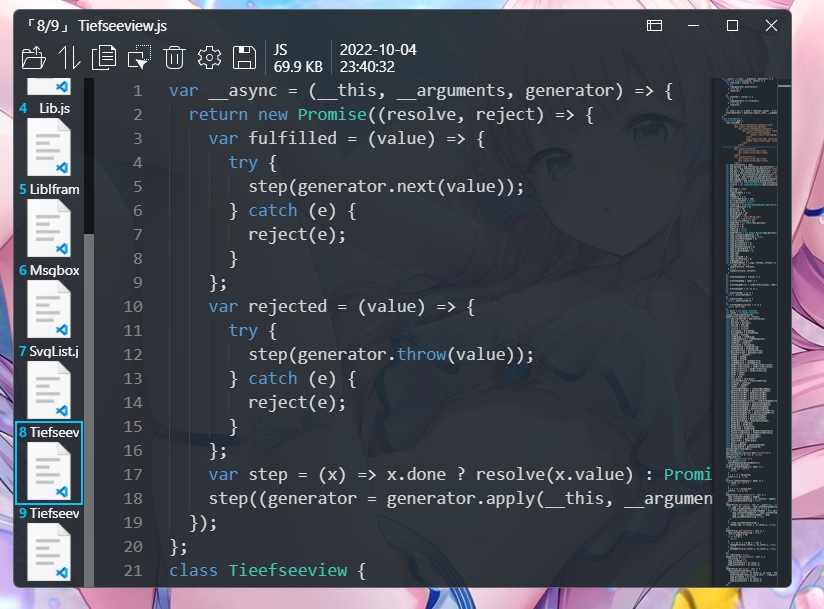 「8/9」 Tiefseeview.js
JS
69.9 KB
2022-10-04
23:40:32
4 Lib.js
5 LibIfram
6 Msgbox
7 SvgList.j
8 Tiefseev
9 Tiefseev
1 var __async = (__this, __arguments, generator) => {
2 return new Promise((resolve, reject) => {
3 var fulfilled = (value) => {
4 try {
5 step(generator.next(value));
6 } catch (e) {
7 reject(e);
8 }
9 };
10 var rejected = (value) => {
11 try {
12 step(generator.throw(value));
13 } catch (e) {
14 reject(e);
15 }
16 };
17 var step = (x) => x.done ? resolve(x.value) : Promi
18 step((generator = generator.apply(__this, __argumen
19 });
20 };
21 class Tieefseeview {